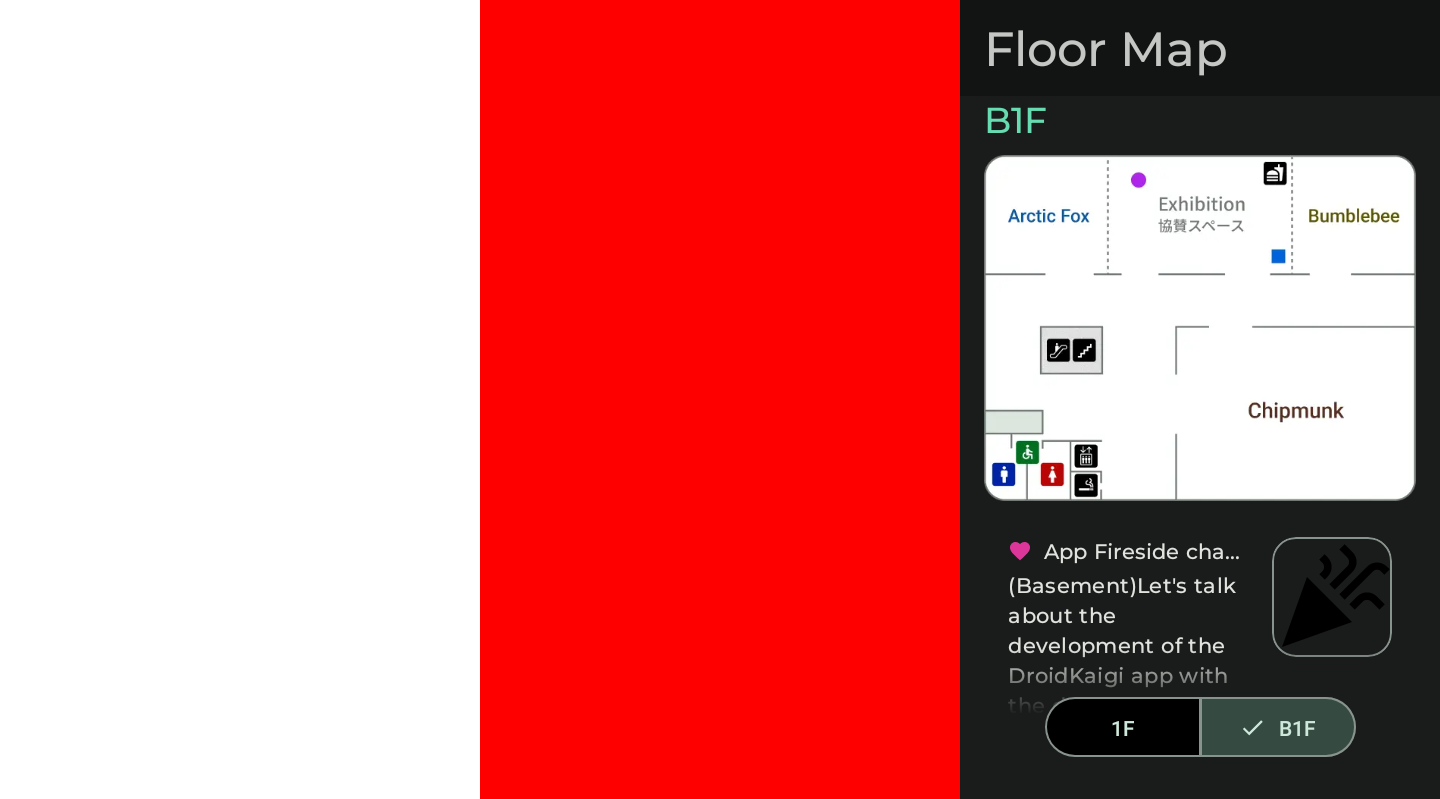 Floor Map
B1F
Arctic Fox
Exhibition
協賛スペース
Bumblebee
Chipmunk
App Fireside cha...
(Basement)Let's talk
about the
development of the
DroidKaigi app with
the
1F
B1F